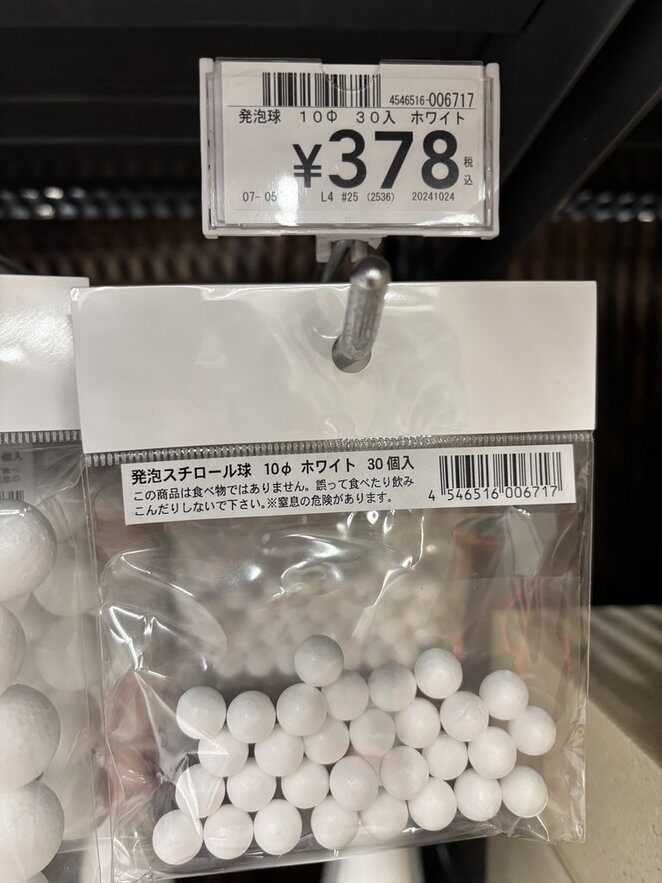 4546516-006717
発泡球 10Φ 30入 ホワイト
¥378 税込
07- 05 L4 #25 (2536) 20241024
発泡スチロール球 10φ ホワイト 30個入
この商品は食べ物ではありません。誤って食べたり飲み
こんだりしないで下さい。※窒息の危険があります。
4 546516 006717
個入